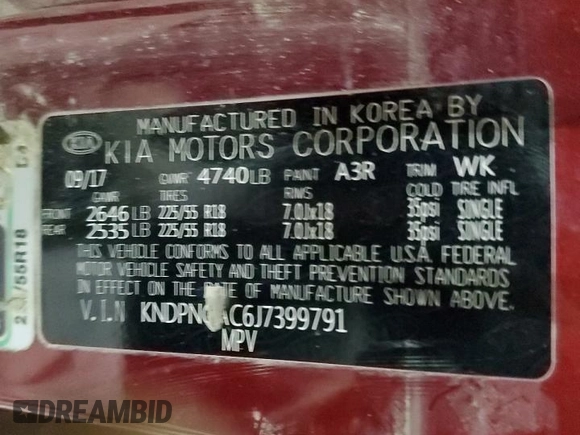 MANUFACTURED IN KOREA BY
KIA
KIA MOTORS CORPORATION
09/17 GVWR 4740LB PAINT A3R TRIM WK
GAWR TIRES RIMS COLD TIRE INFL
FRONT 2646 LB 225/55 R18 7.0Jx18 35psi SINGLE
REAR 2535 LB 225/55 R18 7.0Jx18 35psi SINGLE
THIS VEHICLE CONFORMS TO ALL APPLICABLE U.S.A. FEDERAL
MOTOR VEHICLE SAFETY AND THEFT PREVENTION STANDARDS
IN EFFECT ON THE DATE OF MANUFACTURE SHOWN ABOVE.
V.I.N
MPV
DREAMBID